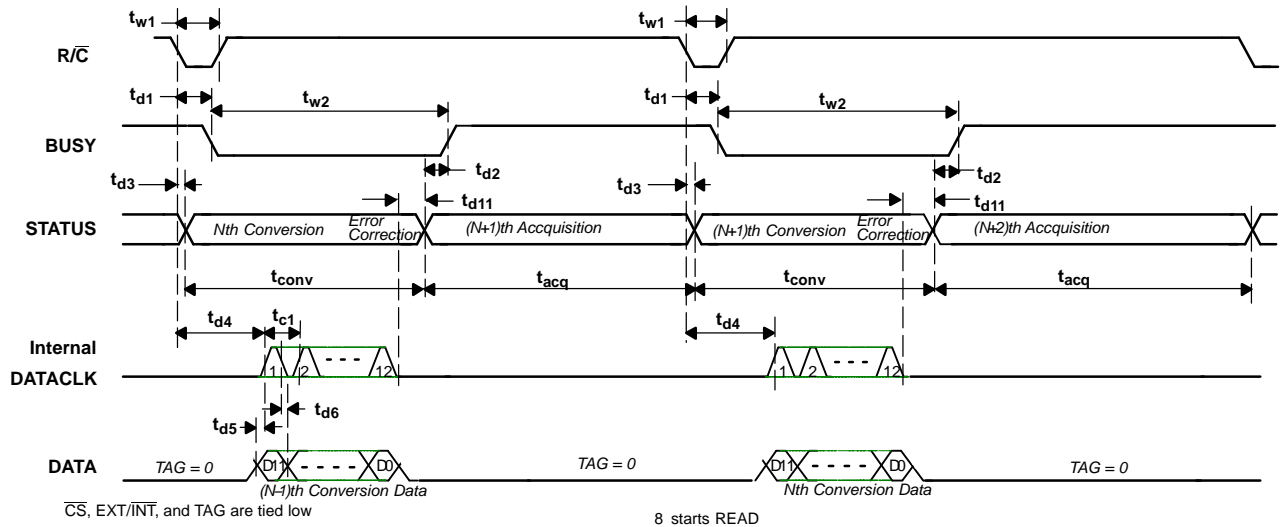 tw1 tw1
R/C
td1 tw2 td1 tw2
BUSY
td2 td2
td3 td11 td3 td11
STATUS Nth Conversion Error Correction (N+1)th Accquisition (N+1)th Conversion Error Correction (N+2)th Accquisition
tconv tacq tconv tacq
td4 tc1 td4
Internal
DATACLK 1 2 12 1 2 12
td5 td6
DATA TAG = 0 D11 D0 TAG = 0 D11 D0 TAG = 0
(N-1)th Conversion Data Nth Conversion Data
CS, EXT/INT, and TAG are tied low
8 starts READ